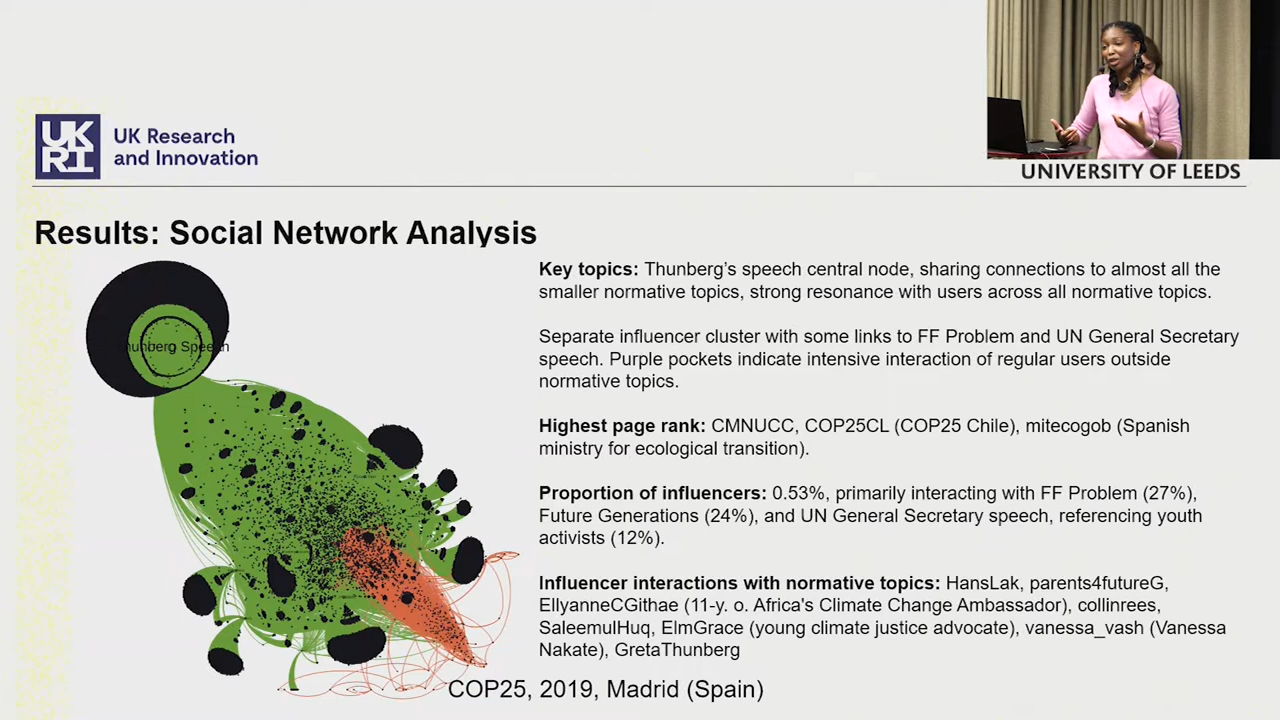 UK
RI
UK Research
and Innovation
UNIVERSITY OF LEEDS
Results: Social Network Analysis
Thunberg Speech
Key topics: Thunberg's speech central node, sharing connections to almost all the
smaller normative topics, strong resonance with users across all normative topics.
Separate influencer cluster with some links to FF Problem and UN General Secretary
speech. Purple pockets indicate intensive interaction of regular users outside
normative topics.
Highest page rank: CMNUCC, COP25CL (COP25 Chile), mitecogob (Spanish
ministry for ecological transition).
Proportion of influencers: 0.53%, primarily interacting with FF Problem (27%),
Future Generations (24%), and UN General Secretary speech, referencing youth
activists (12%).
Influencer interactions with normative topics: HansLak, parents4futureG,
EllyanneCGithae (11-y. o. Africa's Climate Change Ambassador), collinrees,
SaleemulHuq, ElmGrace (young climate justice advocate), vanessa_vash (Vanessa
Nakate), GretaThunberg
COP25, 2019, Madrid (Spain)